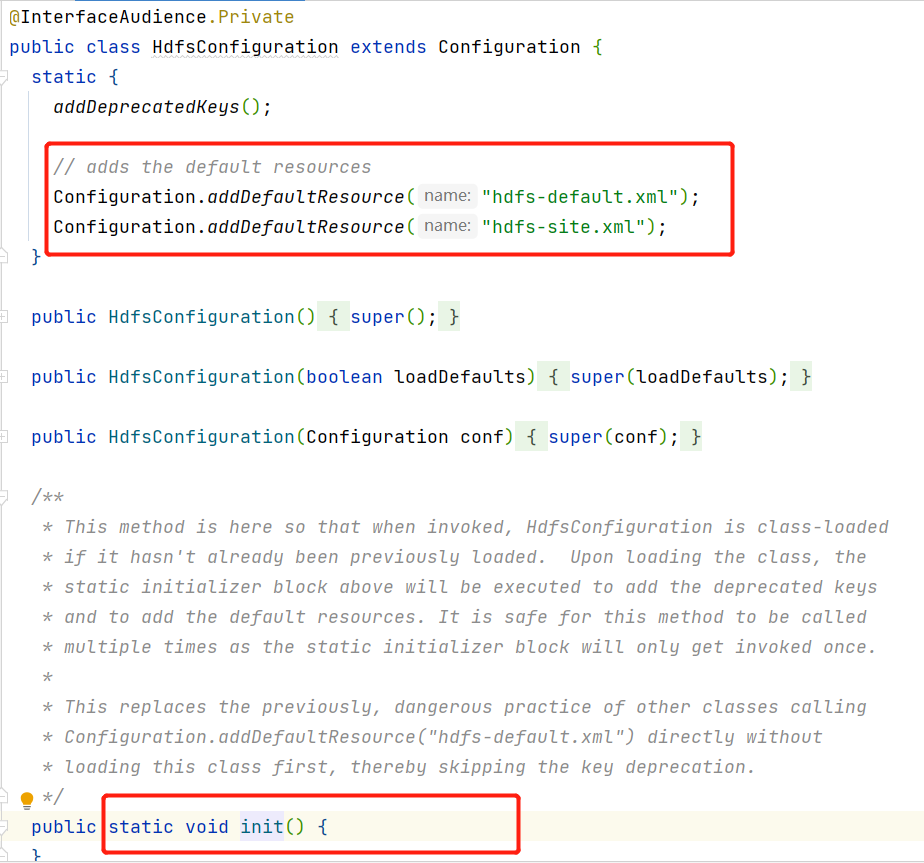 @InterfaceAudience.Private
public class HdfsConfiguration extends Configuration {
static {
addDeprecatedKeys();
// adds the default resources
Configuration.addDefaultResource( name: "hdfs-default.xml");
Configuration.addDefaultResource( name: "hdfs-site.xml");
}
public HdfsConfiguration() { super(); }
public HdfsConfiguration(boolean loadDefaults) { super(loadDefaults); }
public HdfsConfiguration(Configuration conf) { super(conf); }
/**
* This method is here so that when invoked, HdfsConfiguration is class-loaded
* if it hasn't already been previously loaded.  Upon loading the class, the
* static initializer block above will be executed to add the deprecated keys
* and to add the default resources. It is safe for this method to be called
* multiple times as the static initializer block will only get invoked once.
*
* This replaces the previously, dangerous practice of other classes calling
* Configuration.addDefaultResource("hdfs-default.xml") directly without
* loading this class first, thereby skipping the key deprecation.
*/
public static void init() {
}